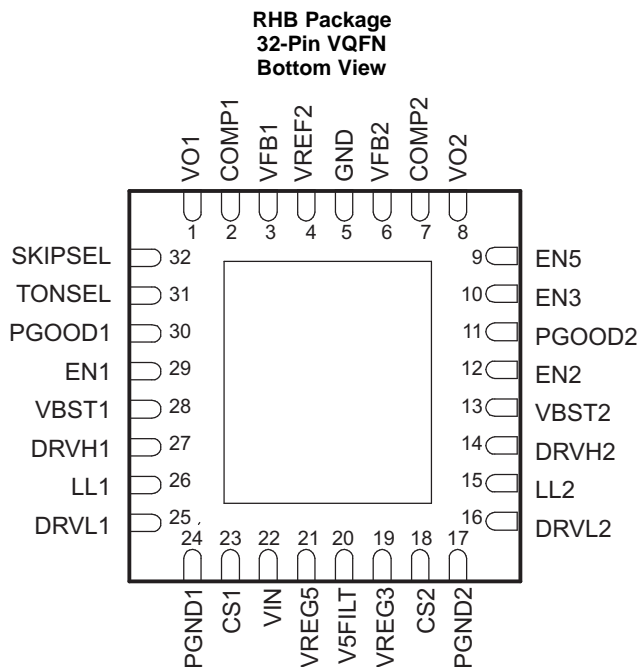 RHB Package
32-Pin VQFN
Bottom View
VO1
COMP1
VFB1
VREF2
GND
VFB2
COMP2
VO2
1
2
3
4
5
6
7
8
SKIPSEL
32
TONSEL
31
PGOOD1
30
EN1
29
VBST1
28
DRVH1
27
LL1
26
DRVL1
25
9
EN5
10
EN3
11
PGOOD2
12
EN2
13
VBST2
14
DRVH2
15
LL2
16
DRVL2
24
23
22
21
20
19
18
17
PGND1
CS1
VIN
VREG5
V5FILT
VREG3
CS2
PGND2